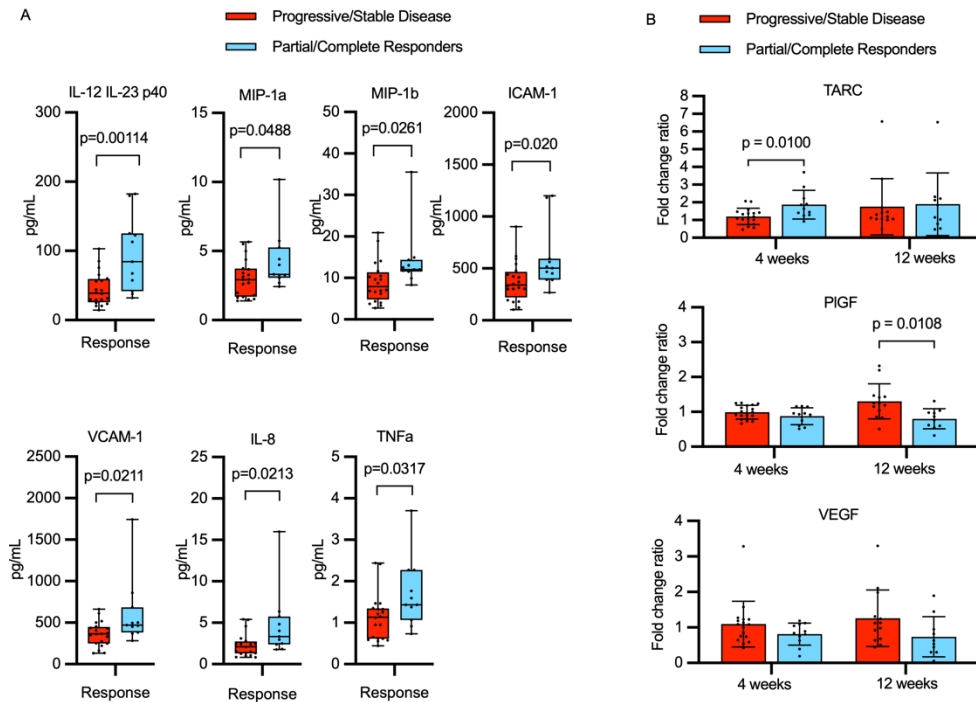 A
Progressive/Stable Disease
Partial/Complete Responders
IL-12 IL-23 p40
300
200
100
0
pg/mL
p=0.00114
Response
MIP-1a
15
10
5
0
pg/mL
p=0.0488
Response
MIP-1b
50
40
30
20
10
0
pg/mL
p=0.0261
Response
ICAM-1
2000
1500
1000
500
0
pg/mL
p=0.020
Response
VCAM-1
2500
2000
1500
1000
500
0
pg/mL
p=0.0211
Response
IL-8
25
20
15
10
5
0
pg/mL
p=0.0213
Response
TNFa
5
4
3
2
1
0
pg/mL
p=0.0317
Response
B
Progressive/Stable Disease
Partial/Complete Responders
TARC
8
7
6
5
4
3
2
1
0
Fold change ratio
p = 0.0100
4 weeks
12 weeks
PlGF
4
3
2
1
0
Fold change ratio
p = 0.0108
4 weeks
12 weeks
VEGF
4
3
2
1
0
Fold change ratio
4 weeks
12 weeks